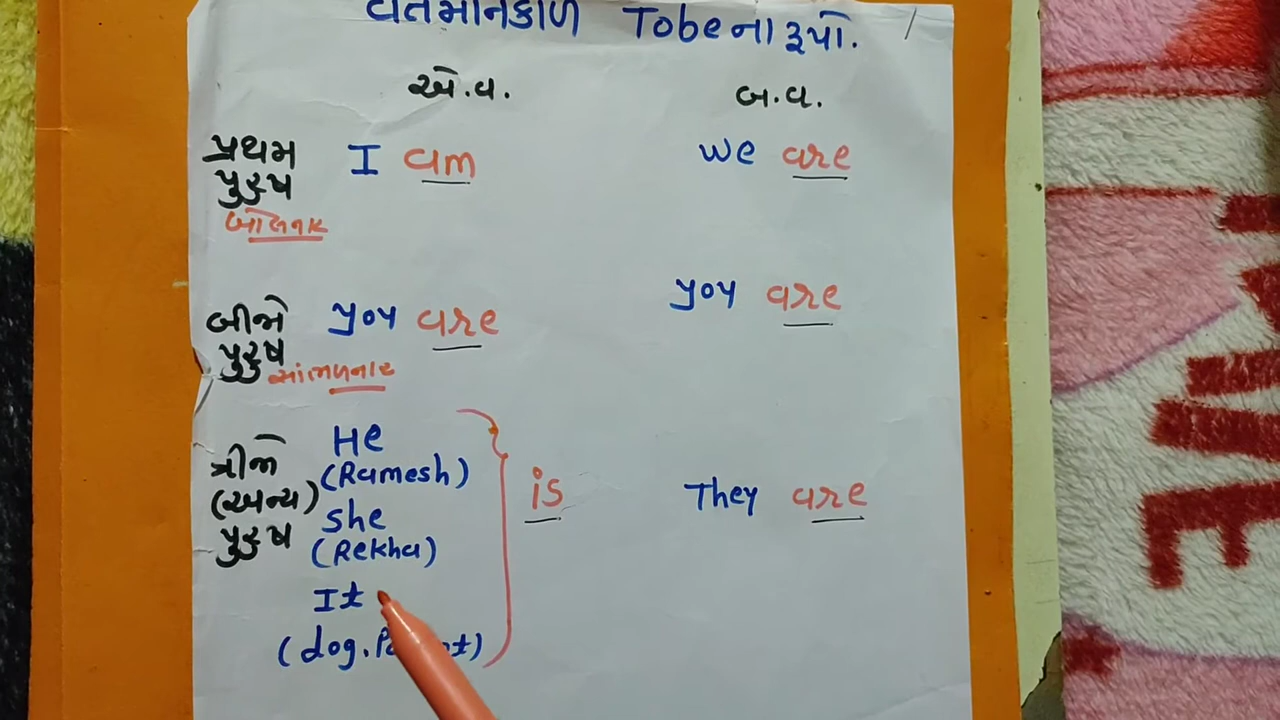 વર્તમાનકાળ Tobe ના રૂપો.
એ.વ. બ.વ.
પ્રથમ પુરુષ I am We are
બોલનાર
બીજો પુરુષ you are you are
સાંભળનાર
ત્રીજો (અન્ય) પુરુષ
He
(Ramesh)
she
(Rekha)
is They are
It
(dog.